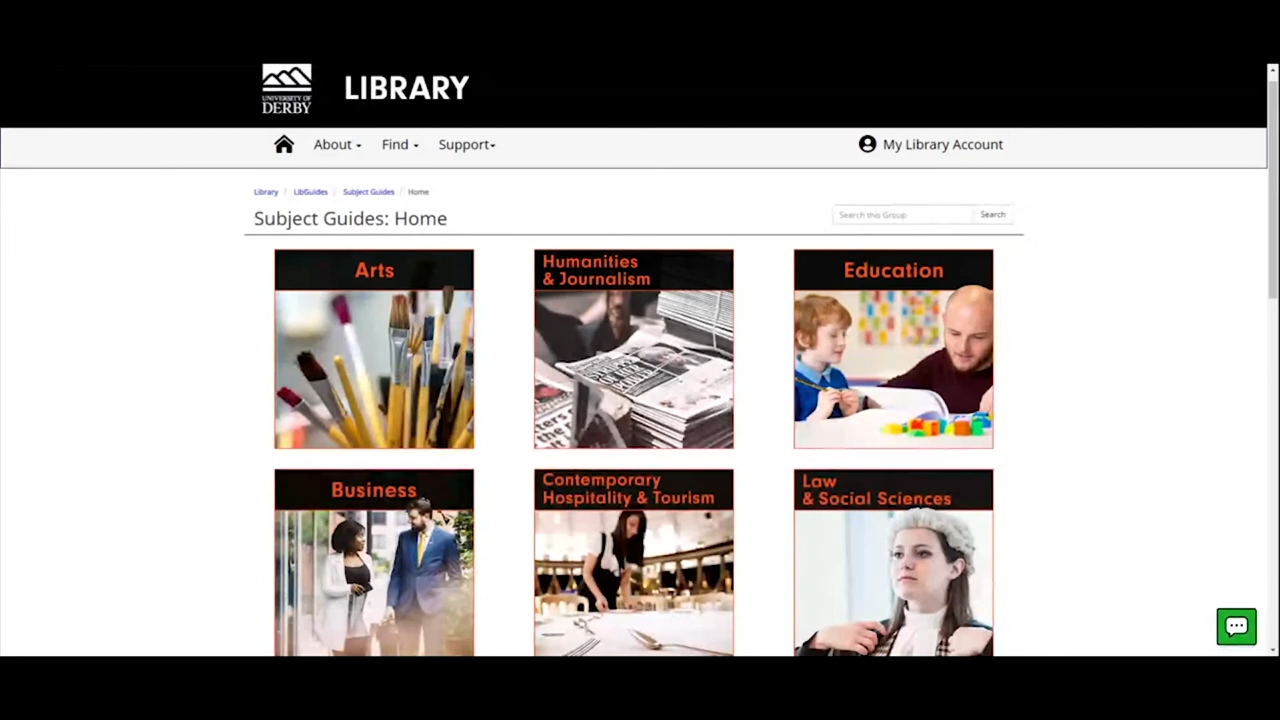 UNIVERSITY OF
DERBY
LIBRARY
About
Find
Support
My Library Account
Library / LibGuides / Subject Guides / Home
Subject Guides: Home
Search this Group
Search
Arts
Humanities
& Journalism
Education
Business
Contemporary
Hospitality & Tourism
Law
& Social Sciences